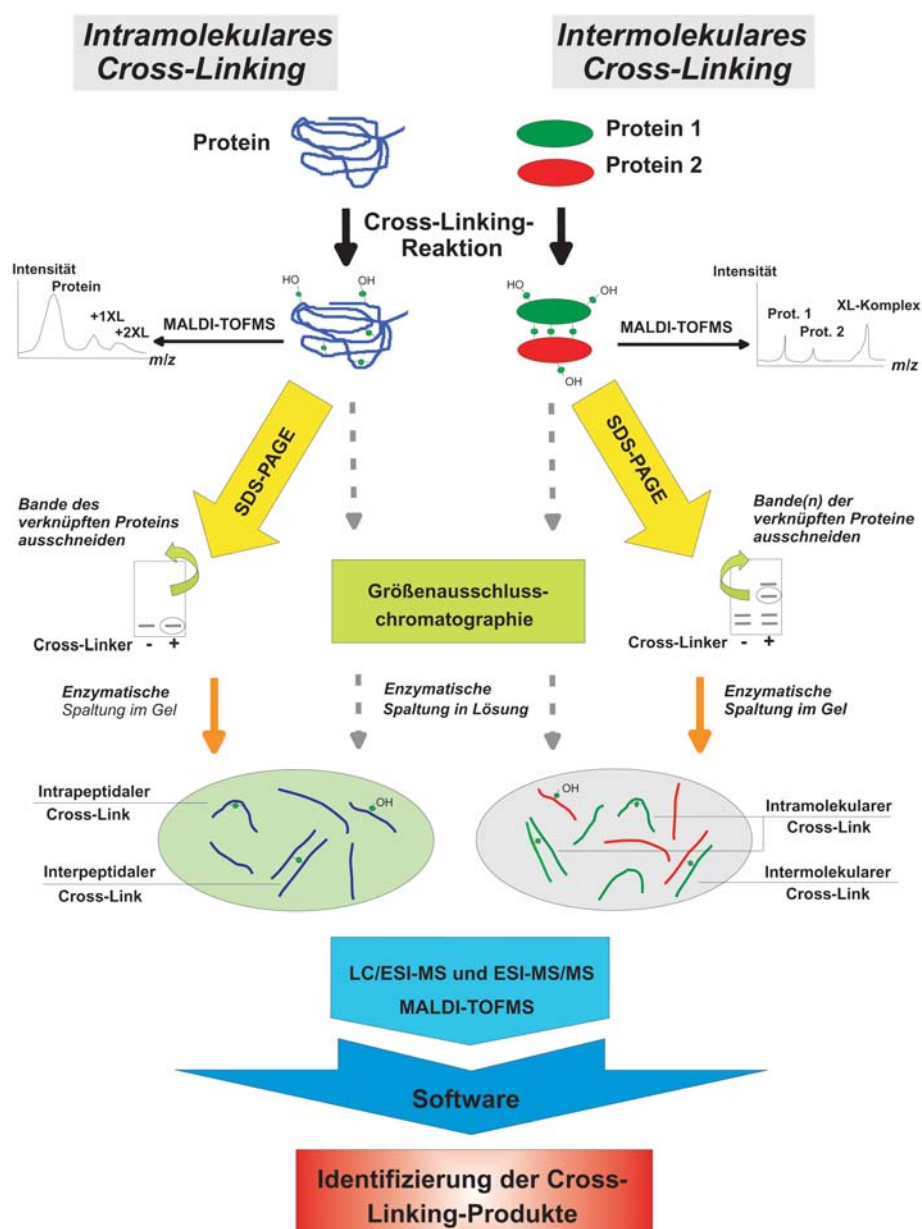 Intramolekulares
Cross-Linking
Intermolekulares
Cross-Linking
Protein
Protein 1
Protein 2
Cross-Linking-
Reaktion
Intensität
Protein
+1XL
+2XL
m/z
MALDI-TOFMS
HO
OH
HO
OH
OH
MALDI-TOFMS
Intensität
XL-Komplex
Prot. 1
Prot. 2
m/z
SDS-PAGE
SDS-PAGE
Bande des
verknüpften Proteins
ausschneiden
Bande(n) der
verknüpften Proteine
ausschneiden
Größenausschluss-
chromatographie
Cross-Linker - +
Cross-Linker - +
Enzymatische
Spaltung im Gel
Enzymatische
Spaltung in Lösung
Enzymatische
Spaltung im Gel
Intrapeptidaler
Cross-Link
Interpeptidaler
Cross-Link
OH
OH
Intramolekularer
Cross-Link
Intermolekularer
Cross-Link
LC/ESI-MS und ESI-MS/MS
MALDI-TOFMS
Software
Identifizierung der Cross-
Linking-Produkte